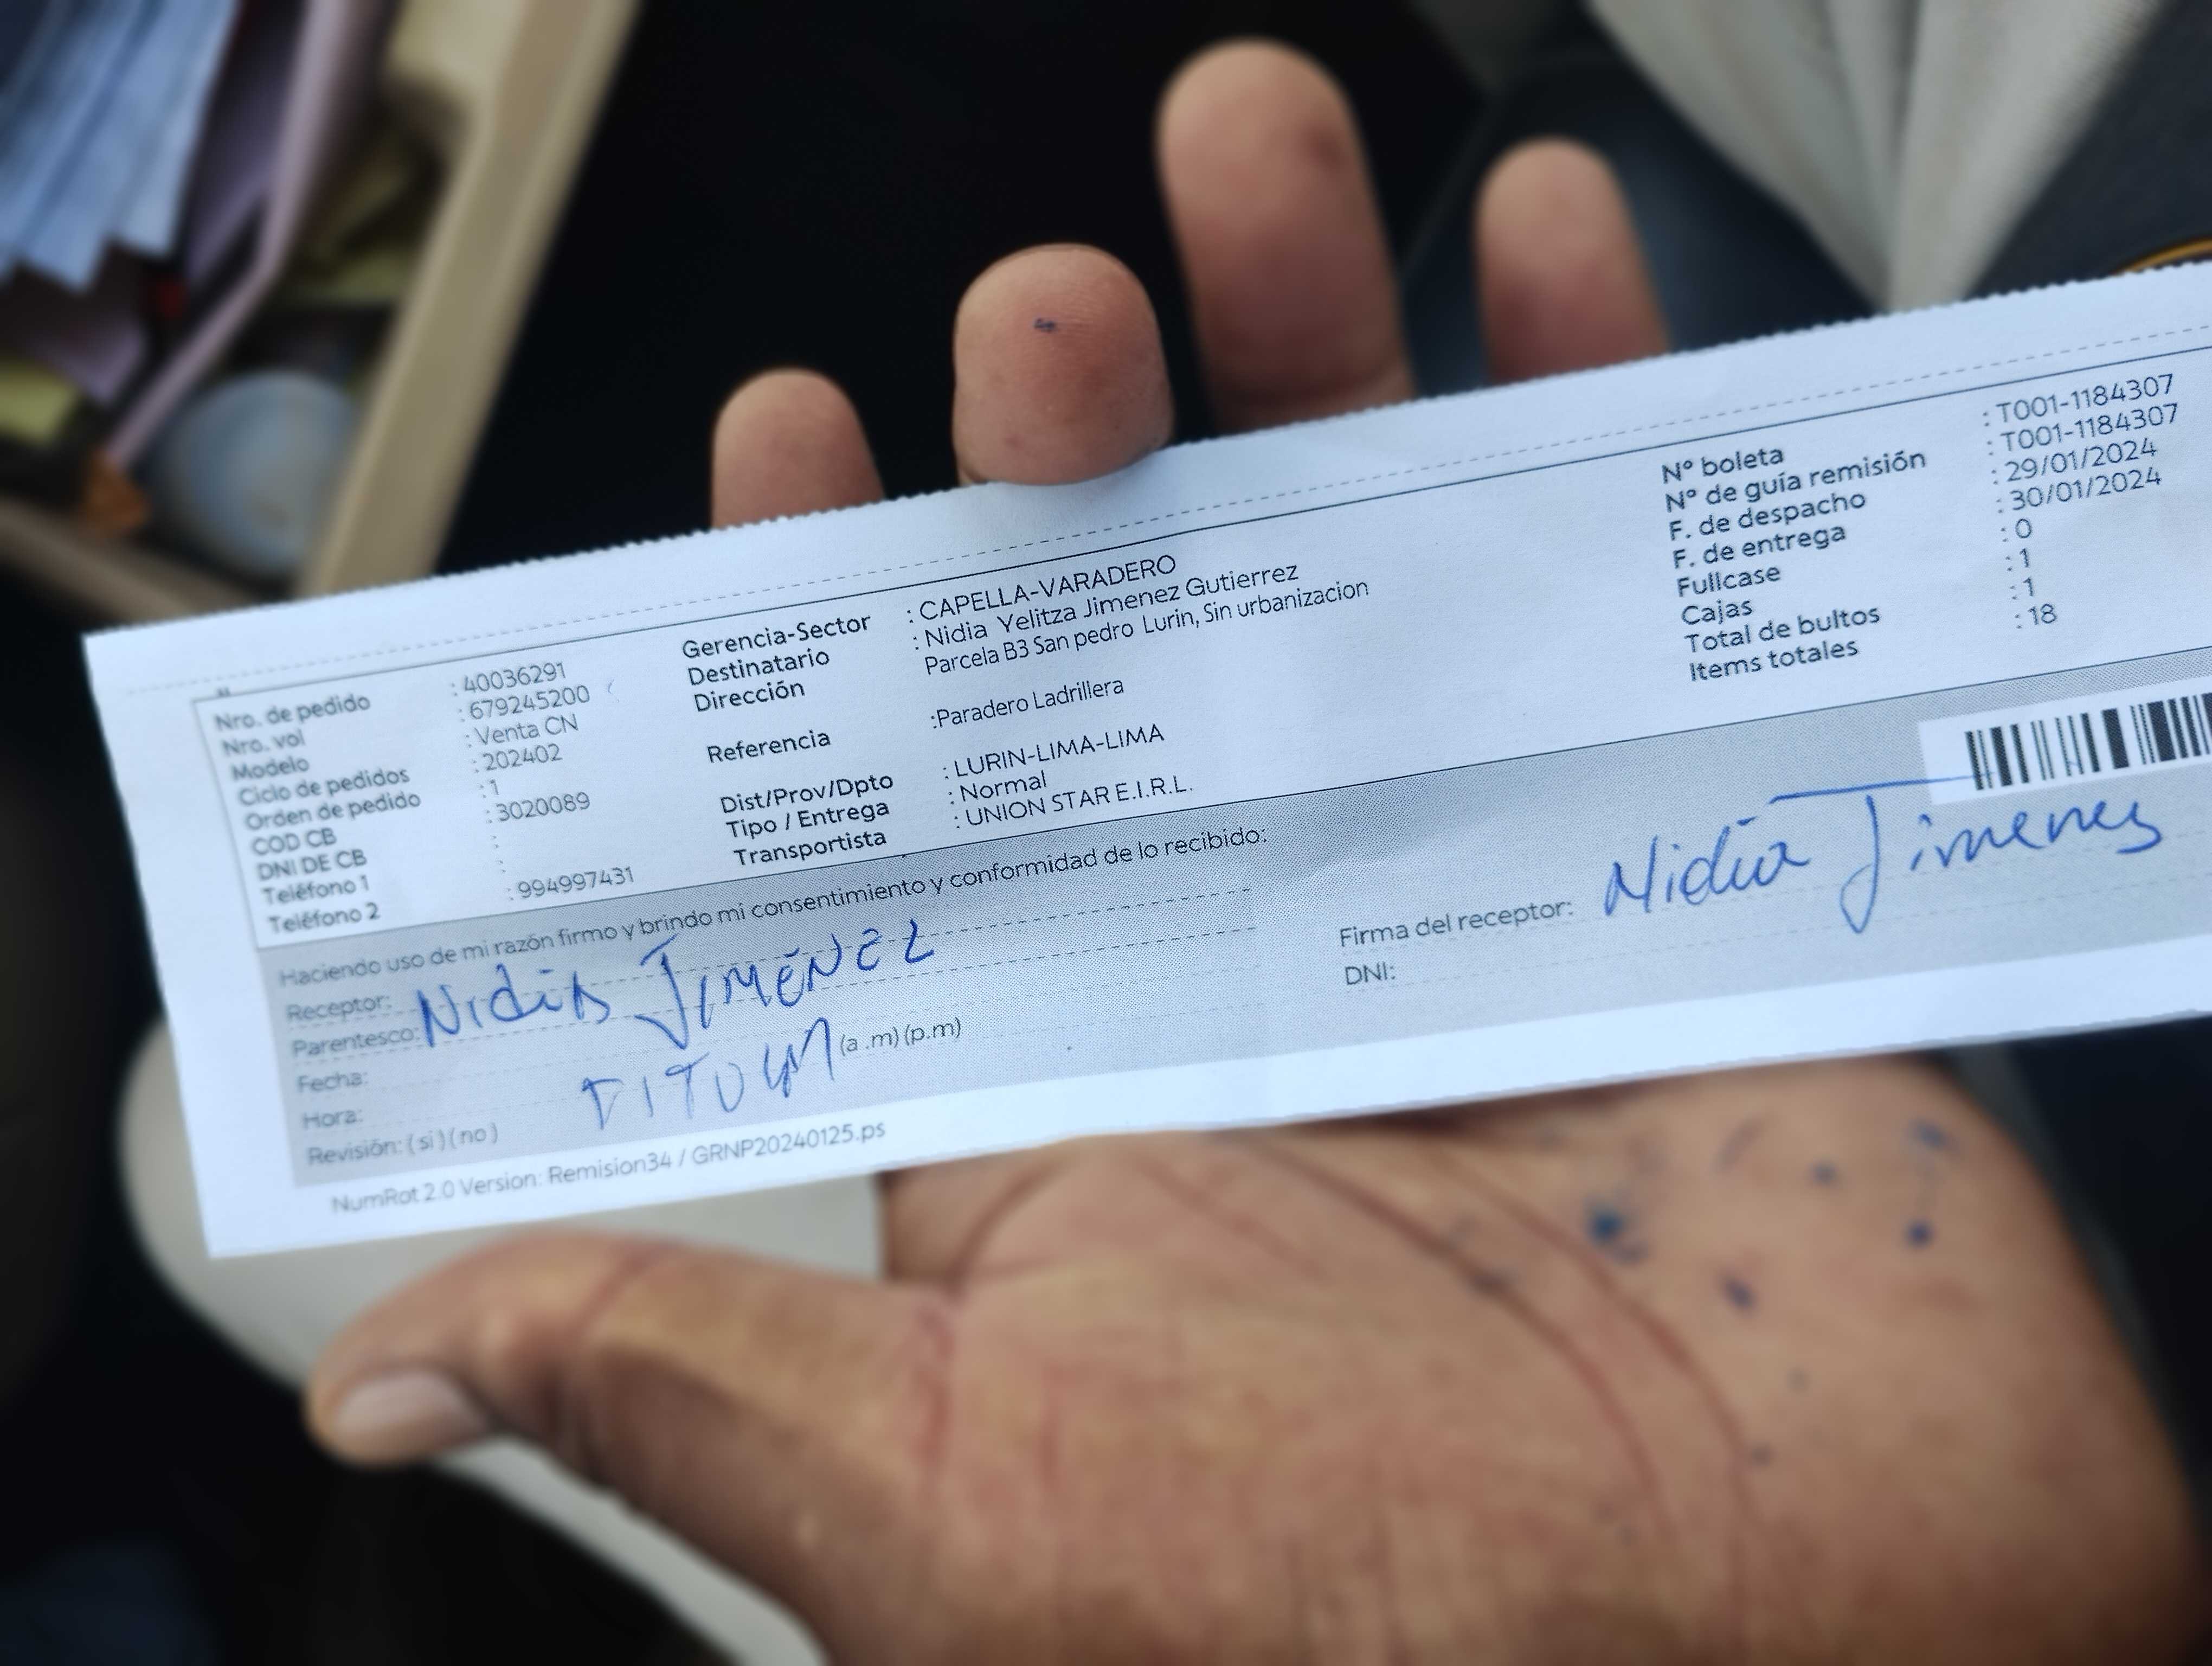 Nro. de pedido : 40036291
Nro. vol : 679245200
Modelo : Venta CN
Ciclo de pedidos : 202402
Orden de pedido : 1
COD CB : 3020089
DNI DE CB :
Teléfono 1 :
Teléfono 2 : 994997431
Gerencia-Sector : CAPELLA-VARADERO
Destinatario : Nidia Yelitza Jimenez Gutierrez
Dirección Parcela B3 San pedro Lurin, Sin urbanizacion
Referencia :Paradero Ladrillera
Dist/Prov/Dpto : LURIN-LIMA-LIMA
Tipo / Entrega : Normal
Transportista : UNION STAR E.I.R.L.
N° boleta : T001-1184307
N° de guía remisión : T001-1184307
F. de despacho : 29/01/2024
F. de entrega : 30/01/2024
Fullcase : 0
Cajas : 1
Total de bultos : 1
Items totales : 18
Haciendo uso de mi razón firmo y brindo mi consentimiento y conformidad de lo recibido:
Receptor: Nidia JIMÉNEZ
Parentesco:
Fecha:
Hora: (a .m) (p.m)
Revisión: ( si ) ( no )
Firma del receptor: Nidia Jimenez
DNI:
NumRot 2.0 Version: Remision34 / GRNP20240125.ps